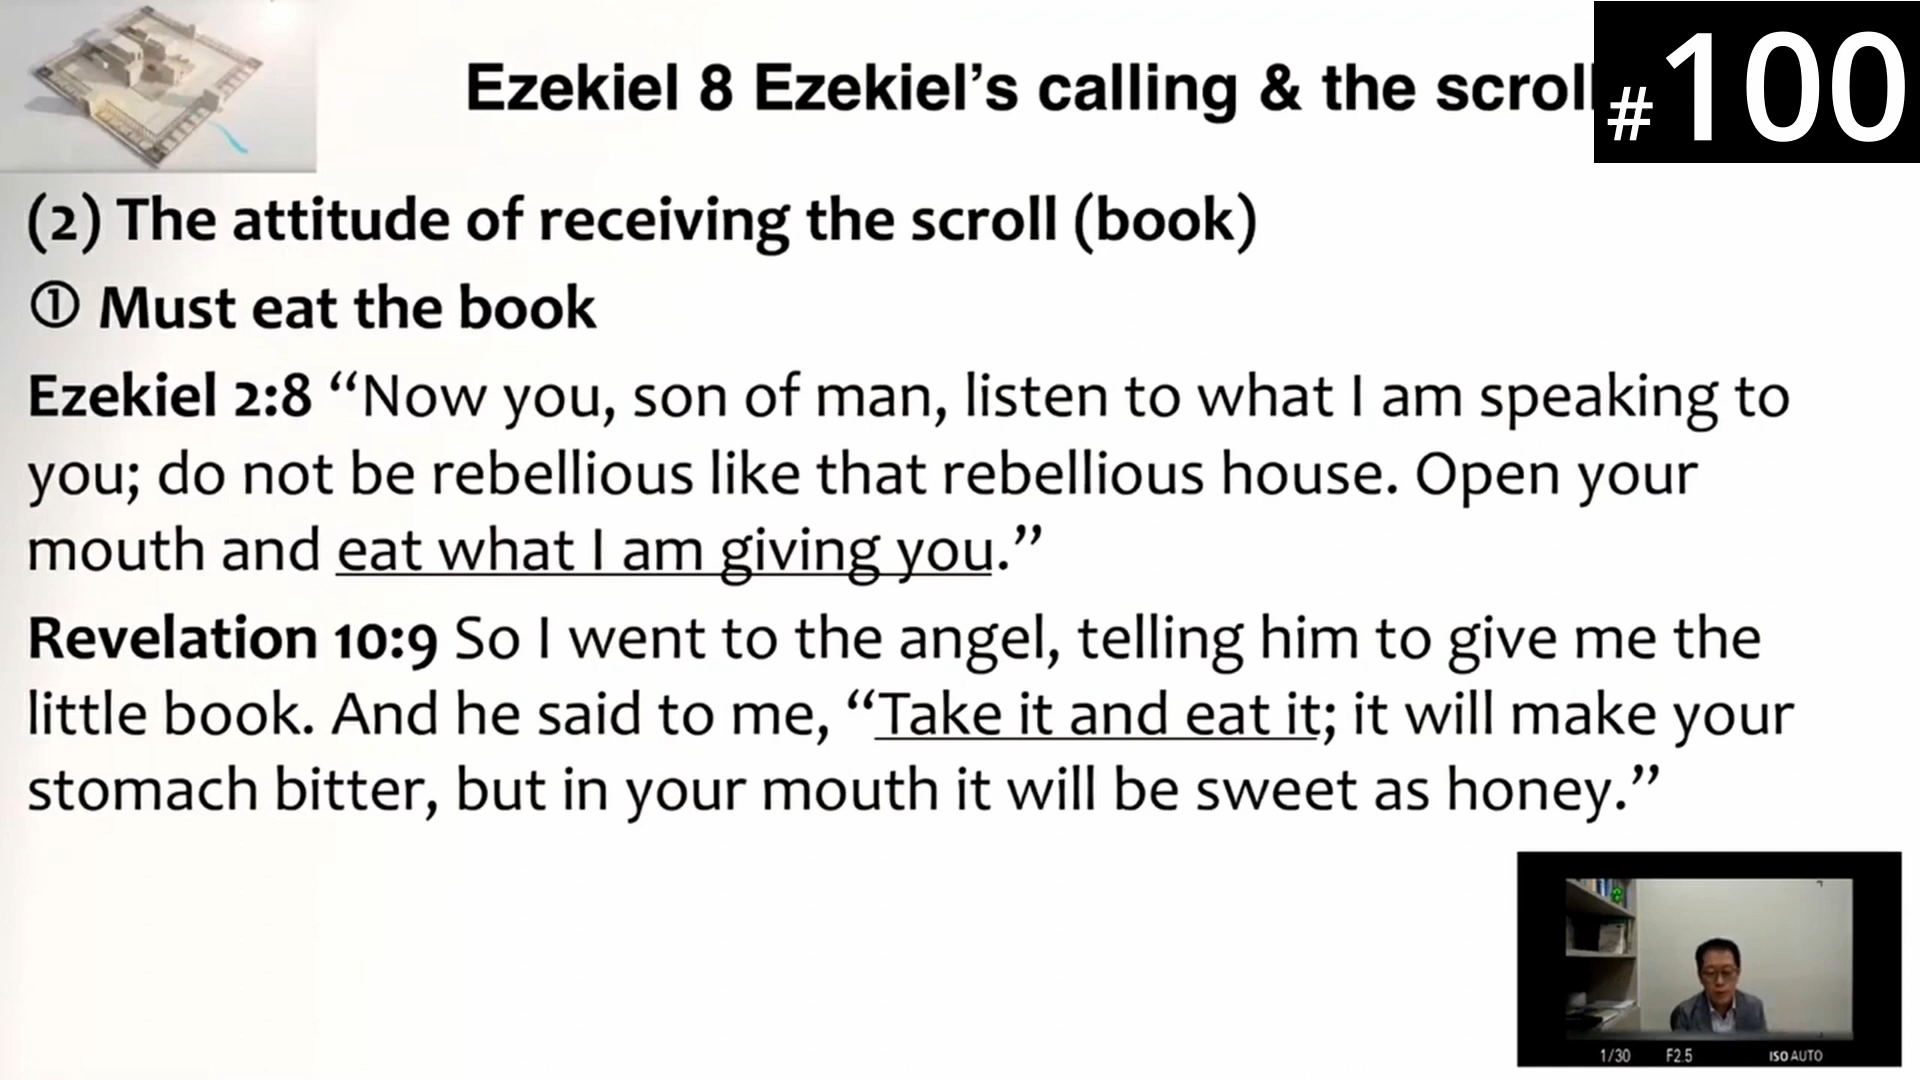 Ezekiel 8 Ezekiel’s calling & the scroll
#100
(2) The attitude of receiving the scroll (book)
① Must eat the book
Ezekiel 2:8 “Now you, son of man, listen to what I am speaking to
you; do not be rebellious like that rebellious house. Open your
mouth and eat what I am giving you.”
Revelation 10:9 So I went to the angel, telling him to give me the
little book. And he said to me, “Take it and eat it; it will make your
stomach bitter, but in your mouth it will be sweet as honey.”
1/30 F2.5 ISO AUTO